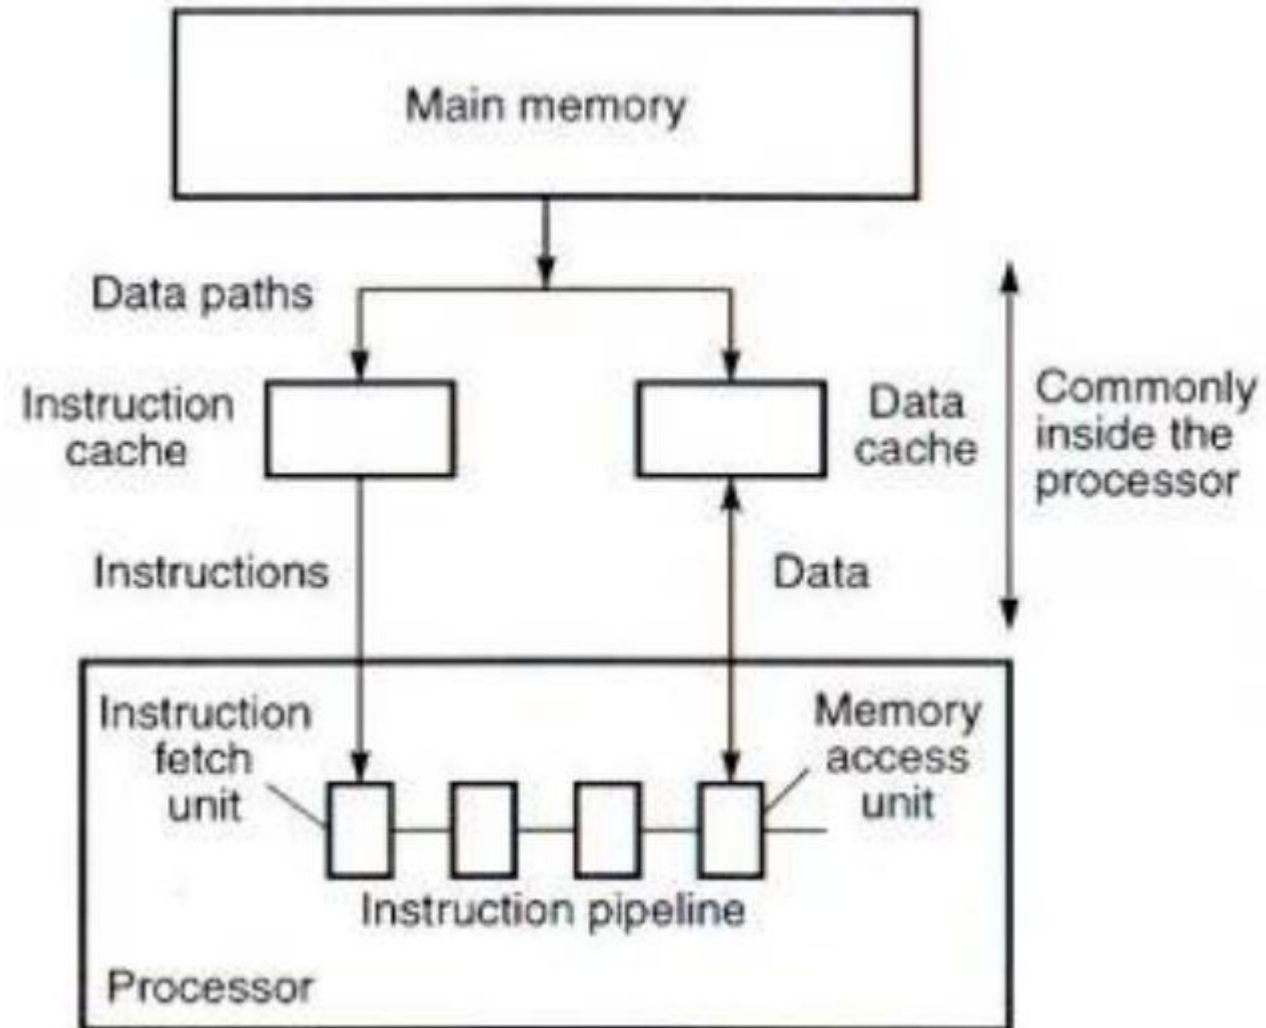 Main memory
Data paths
Instruction
cache
Data
cache
Commonly
inside the
processor
Instructions
Data
Instruction
fetch
unit
Memory
access
unit
Instruction pipeline
Processor